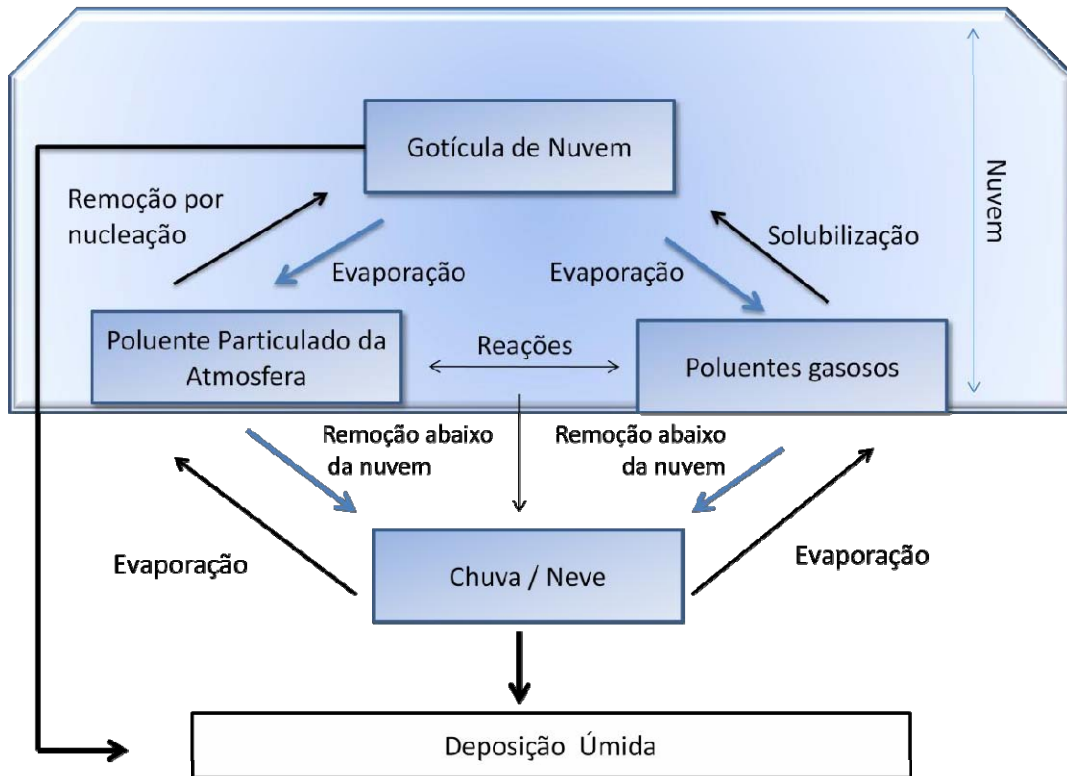 Gotícula de Nuvem
Nuvem
Remoção por
nucleação
Solubilização
Evaporação
Evaporação
Poluente Particulado da
Atmosfera
Reações
Poluentes gasosos
Remoção abaixo
da nuvem
Remoção abaixo
da nuvem
Evaporação
Evaporação
Chuva / Neve
Deposição Úmida